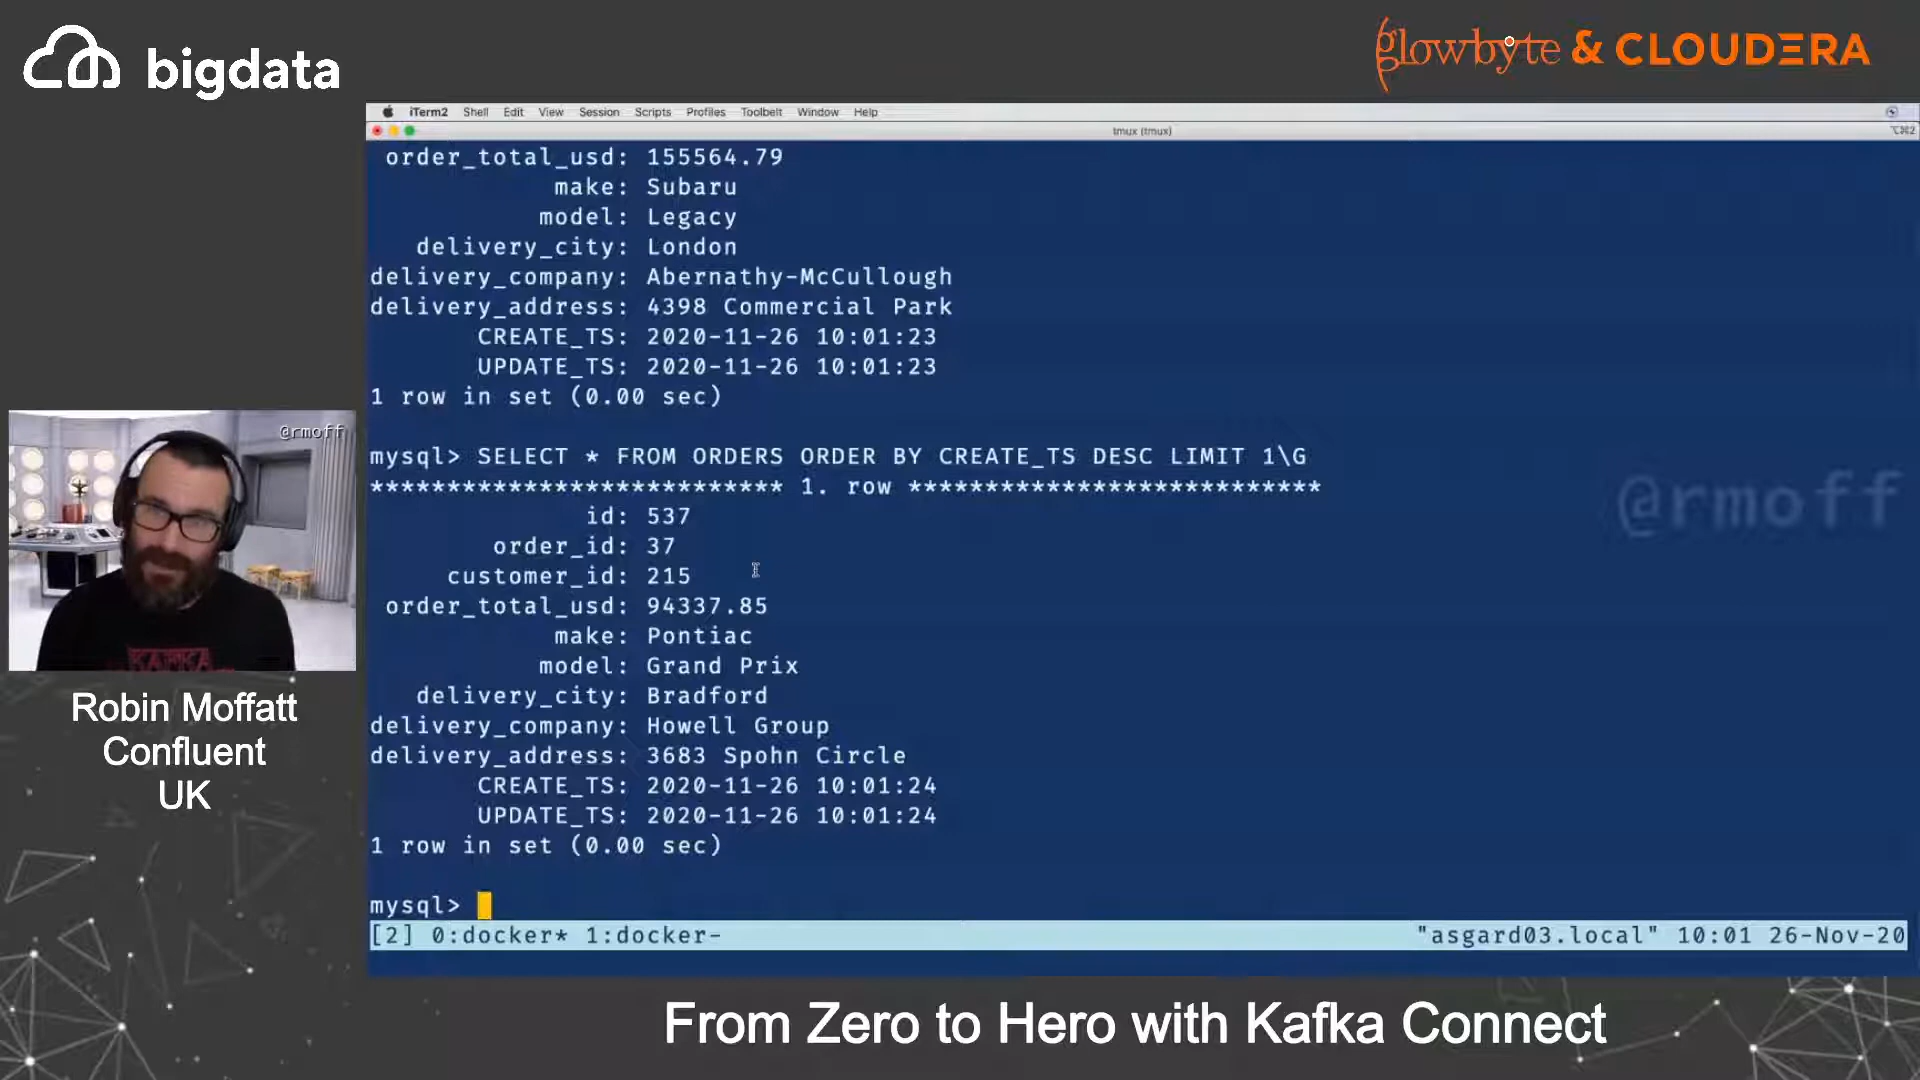 bigdata
glowbyte & CLOUDERA
iTerm2 Shell Edit View Session Scripts Profiles Toolbelt Window Help
tmux (tmux)
⌥⌘2
order_total_usd: 155564.79
make: Subaru
model: Legacy
delivery_city: London
delivery_company: Abernathy-McCullough
delivery_address: 4398 Commercial Park
CREATE_TS: 2020-11-26 10:01:23
UPDATE_TS: 2020-11-26 10:01:23
1 row in set (0.00 sec)
mysql> SELECT * FROM ORDERS ORDER BY CREATE_TS DESC LIMIT 1\G
*************************** 1. row ***************************
id: 537
order_id: 37
customer_id: 215
order_total_usd: 94337.85
make: Pontiac
model: Grand Prix
delivery_city: Bradford
delivery_company: Howell Group
delivery_address: 3683 Spohn Circle
CREATE_TS: 2020-11-26 10:01:24
UPDATE_TS: 2020-11-26 10:01:24
1 row in set (0.00 sec)
mysql>
[2] 0:docker* 1:docker- "asgard03.local" 10:01 26-Nov-20
@rmoff
@rmoff
KAFKA
Robin Moffatt
Confluent
UK
From Zero to Hero with Kafka Connect